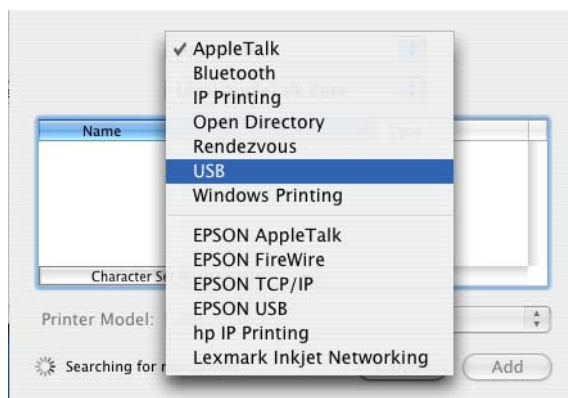 ✓ AppleTalk
Bluetooth
IP Printing
Open Directory
Rendezvous
USB
Windows Printing
EPSON AppleTalk
EPSON FireWire
EPSON TCP/IP
EPSON USB
hp IP Printing
Lexmark Inkjet Networking
Name
Character
Printer Model:
Searching for
Add